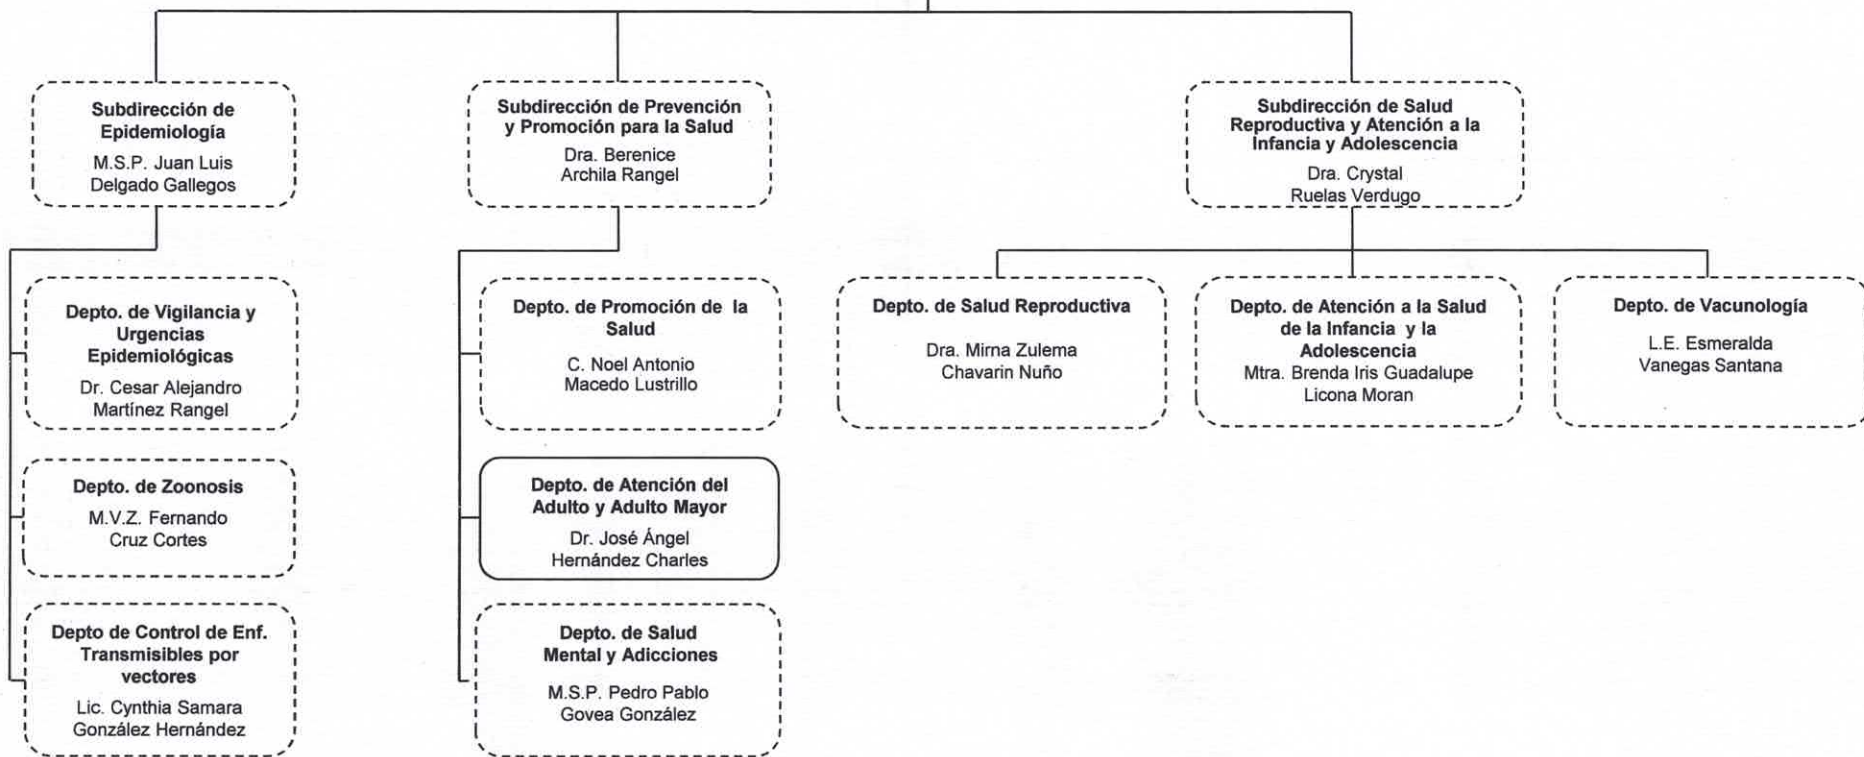 Subdirección de
Epidemiología
M.S.P. Juan Luis
Delgado Gallegos
Subdirección de Prevención
y Promoción para la Salud
Dra. Berenice
Archila Rangel
Subdirección de Salud
Reproductiva y Atención a la
Infancia y Adolescencia
Dra. Crystal
Ruelas Verdugo
Depto. de Vigilancia y
Urgencias
Epidemiológicas
Dr. Cesar Alejandro
Martínez Rangel
Depto. de Zoonosis
M.V.Z. Fernando
Cruz Cortes
Depto de Control de Enf.
Transmisibles por
vectores
Lic. Cynthia Samara
González Hernández
Depto. de Promoción de la
Salud
C. Noel Antonio
Macedo Lustrillo
Depto. de Atención del
Adulto y Adulto Mayor
Dr. José Ángel
Hernández Charles
Depto. de Salud
Mental y Adicciones
M.S.P. Pedro Pablo
Govea González
Depto. de Salud Reproductiva
Dra. Mirna Zulema
Chavarin Nuño
Depto. de Atención a la Salud
de la Infancia y la
Adolescencia
Mtra. Brenda Iris Guadalupe
Licona Moran
Depto. de Vacunología
L.E. Esmeralda
Vanegas Santana